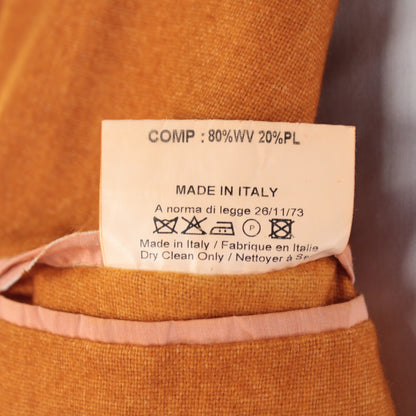 COMP : 80%WV 20%PL
MADE IN ITALY
A norma di legge 26/11/73
P
Made in Italy / Fabrique en Italie
Dry Clean Only / Nettoyer à